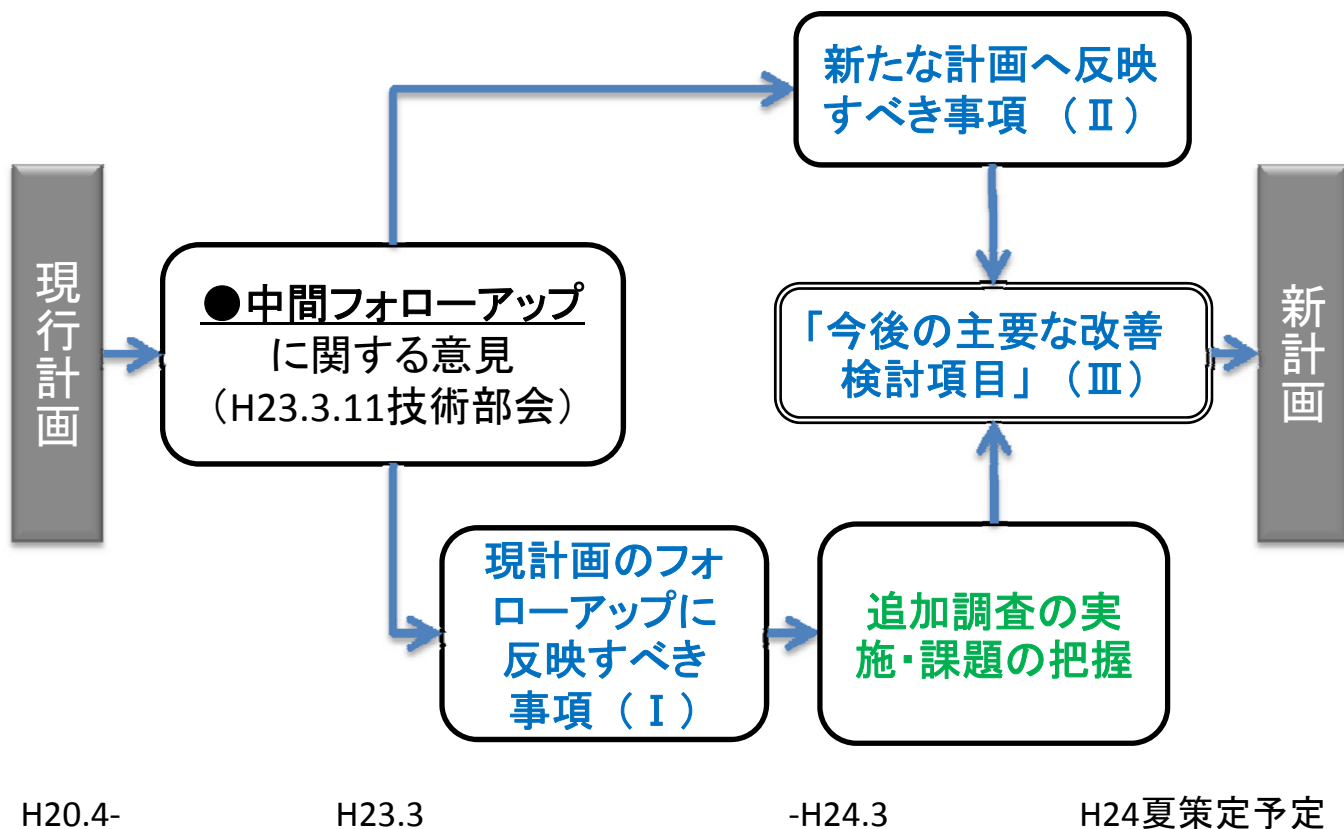 現行計画
●中間フォローアップ
に関する意見
（H23.3.11技術部会）
新たな計画へ反映
すべき事項 （Ⅱ）
「今後の主要な改善
検討項目」（Ⅲ）
現計画のフォ
ローアップに
反映すべき
事項（Ⅰ）
追加調査の実
施・課題の把握
新計画
H20.4-
H23.3
-H24.3
H24夏策定予定